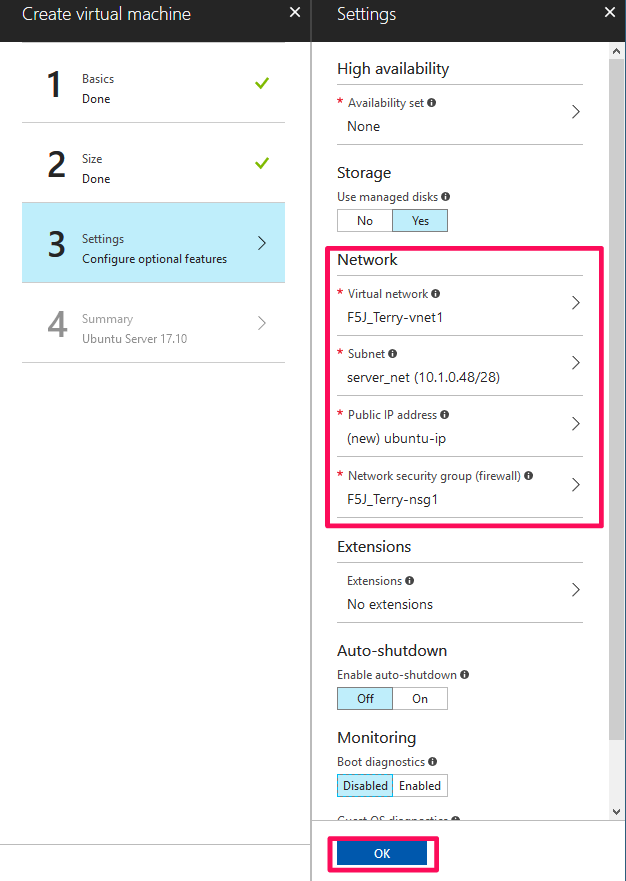 Create virtual machine
1
Basics
Done
2
Size
Done
3
Settings
Configure optional features
4
Summary
Ubuntu Server 17.10
Settings
High availability
* Availability set
None
Storage
Use managed disks
No Yes
Network
* Virtual network
F5J_Terry-vnet1
* Subnet
server_net (10.1.0.48/28)
* Public IP address
(new) ubuntu-ip
* Network security group (firewall)
F5J_Terry-nsg1
Extensions
Extensions
No extensions
Auto-shutdown
Enable auto-shutdown
Off On
Monitoring
Boot diagnostics
Disabled Enabled
Guest OS diagnostics
OK